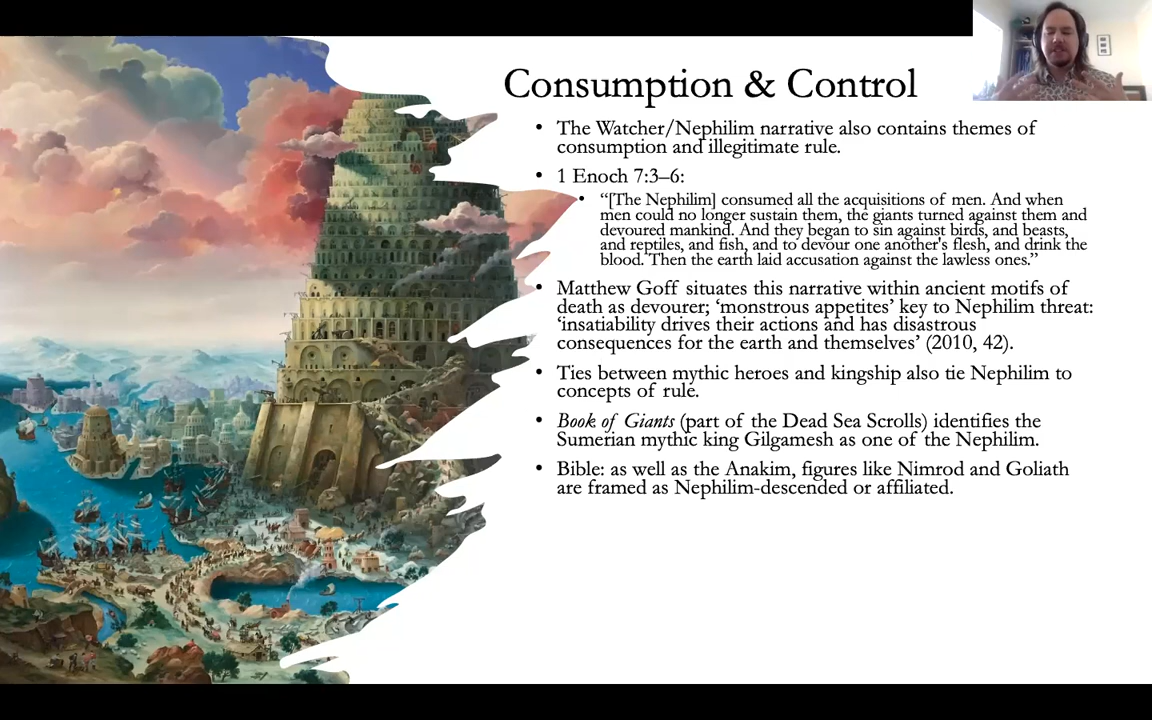 Consumption & Control
• The Watcher/Nephilim narrative also contains themes of
consumption and illegitimate rule.
• 1 Enoch 7:3–6:
• “[The Nephilim] consumed all the acquisitions of men. And when
men could no longer sustain them, the giants turned against them and
devoured mankind. And they began to sin against birds, and beasts,
and reptiles, and fish, and to devour one another's flesh, and drink the
blood. Then the earth laid accusation against the lawless ones.”
• Matthew Goff situates this narrative within ancient motifs of
death as devourer; ‘monstrous appetites’ key to Nephilim threat:
‘insatiability drives their actions and has disastrous
consequences for the earth and themselves’ (2010, 42).
• Ties between mythic heroes and kingship also tie Nephilim to
concepts of rule.
• Book of Giants (part of the Dead Sea Scrolls) identifies the
Sumerian mythic king Gilgamesh as one of the Nephilim.
• Bible: as well as the Anakim, figures like Nimrod and Goliath
are framed as Nephilim-descended or affiliated.